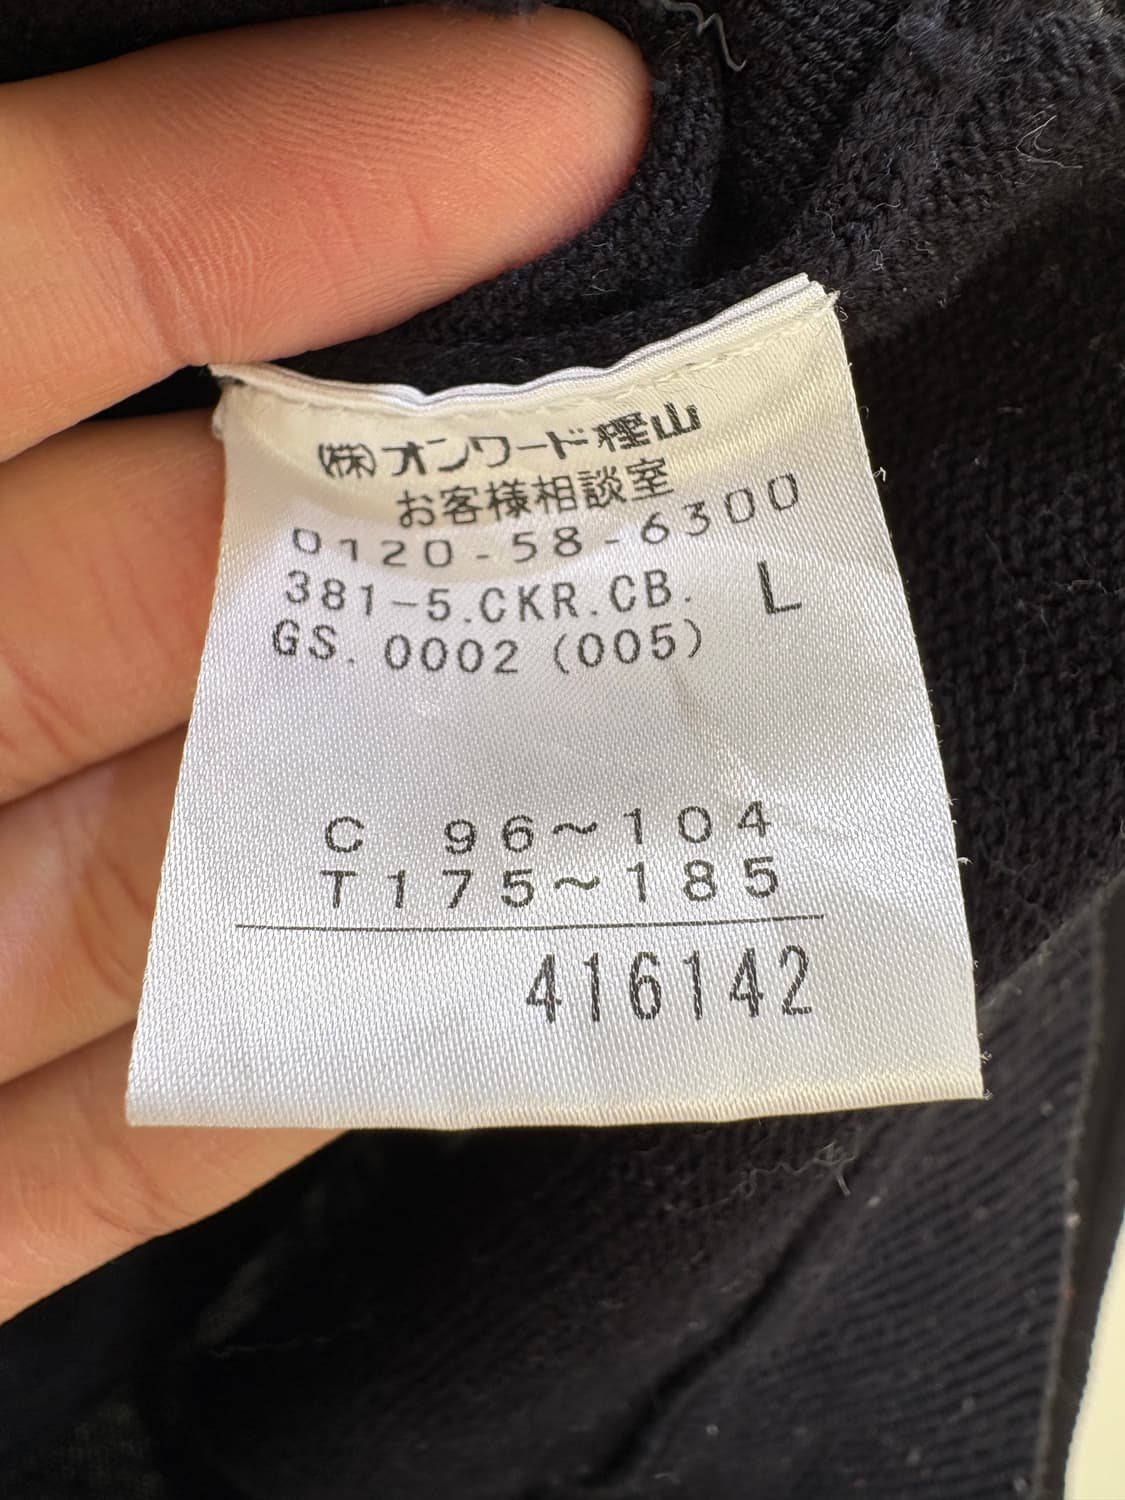 (株)オンワード樫山
お客様相談室
0120-58-6300
381-5.CKR.CB. L
GS. 0002 (005)
C 96~104
T175~185
416142